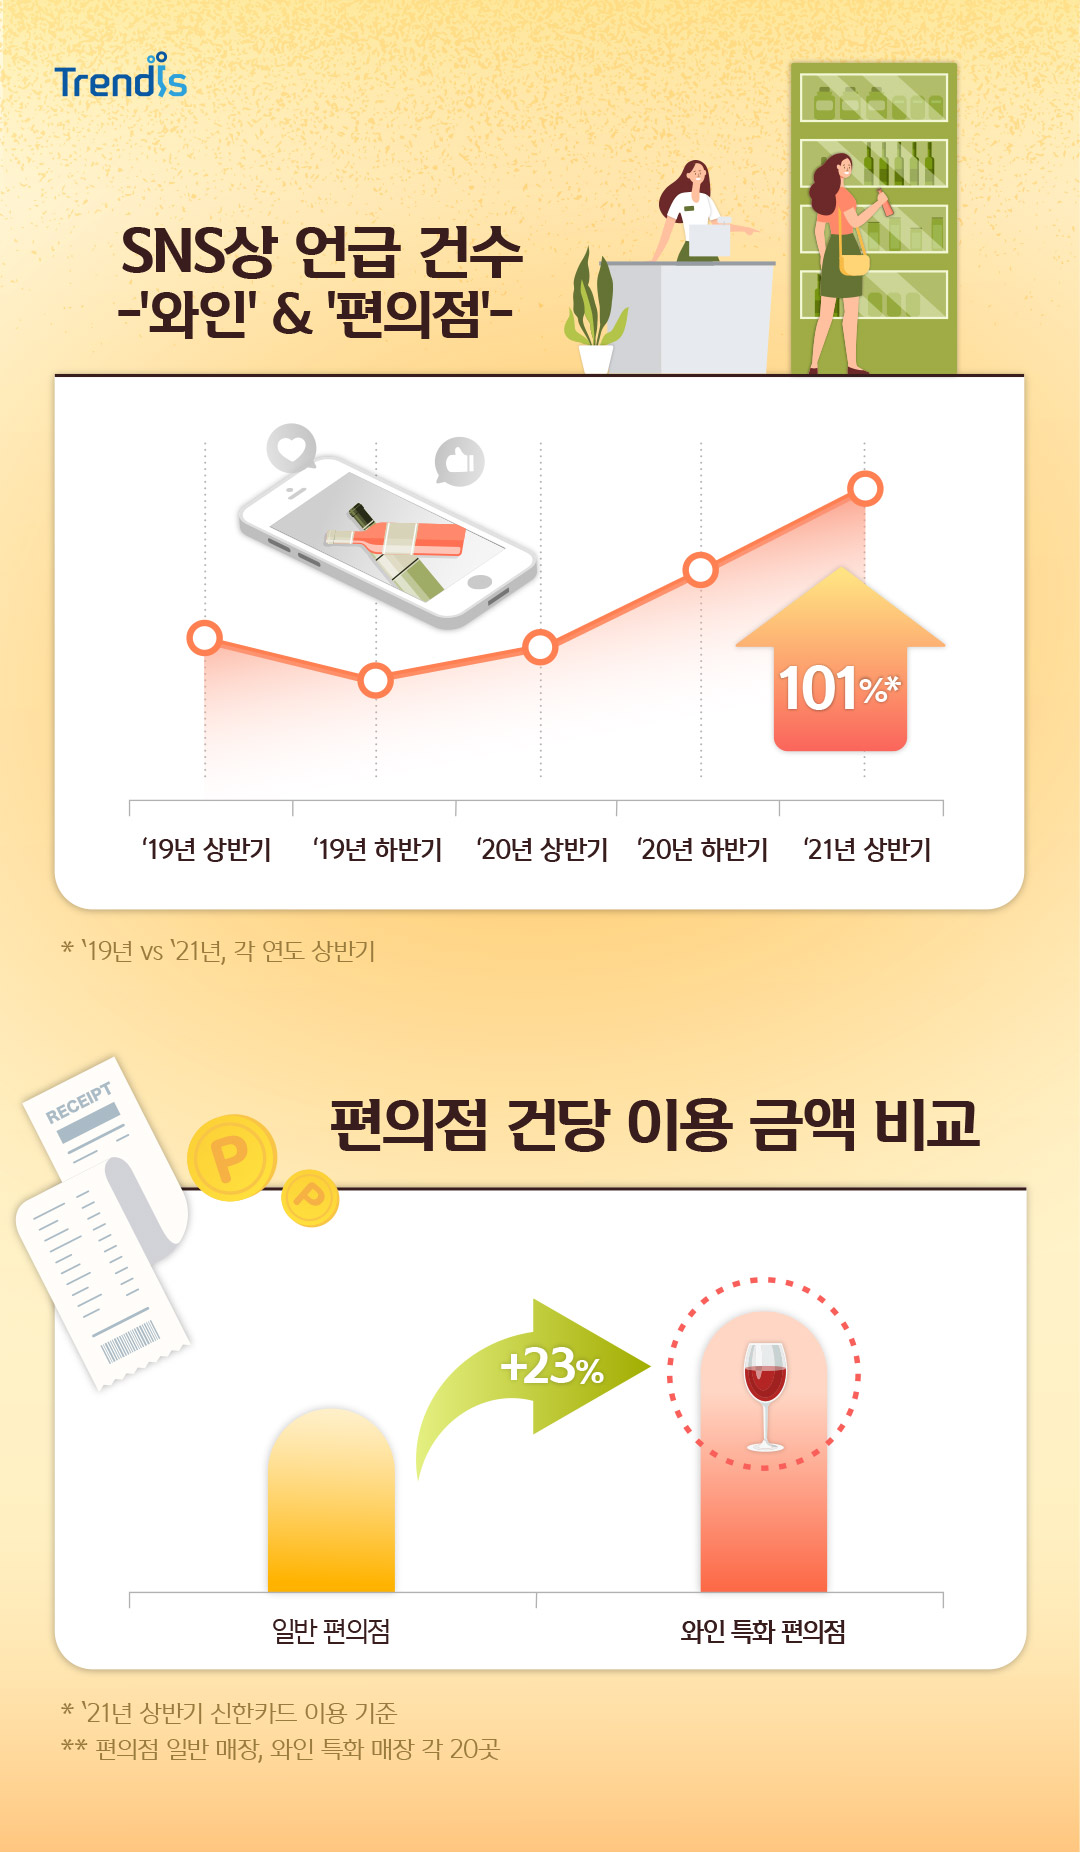 Trendis
SNS상 언급 건수
-'와인' & '편의점'-
101%*
‘19년 상반기
‘19년 하반기
‘20년 상반기
‘20년 하반기
‘21년 상반기
* ‘19년 vs ‘21년, 각 연도 상반기
RECEIPT
P
P
편의점 건당 이용 금액 비교
+23%
일반 편의점
와인 특화 편의점
* ‘21년 상반기 신한카드 이용 기준
** 편의점 일반 매장, 와인 특화 매장 각 20곳